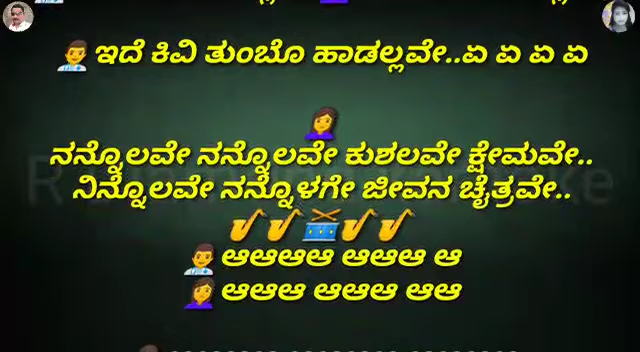 ಇದೆ ಕಿವಿ ತುಂಬೊ ಹಾಡಲ್ಲವೇ..ಏ ಏ ಏ ಏ
ನನ್ನೊಲವೇ ನನ್ನೊಲವೇ ಕುಶಲವೇ ಕ್ಷೇಮವೇ..
ನಿನ್ನೊಲವೇ ನನ್ನೊಳಗೇ ಜೀವನ ಚೈತ್ರವೇ..
ಆಆಆಆ ಆಆಆ ಆ
ಆಆಆ ಆಆಆ ಆಆ